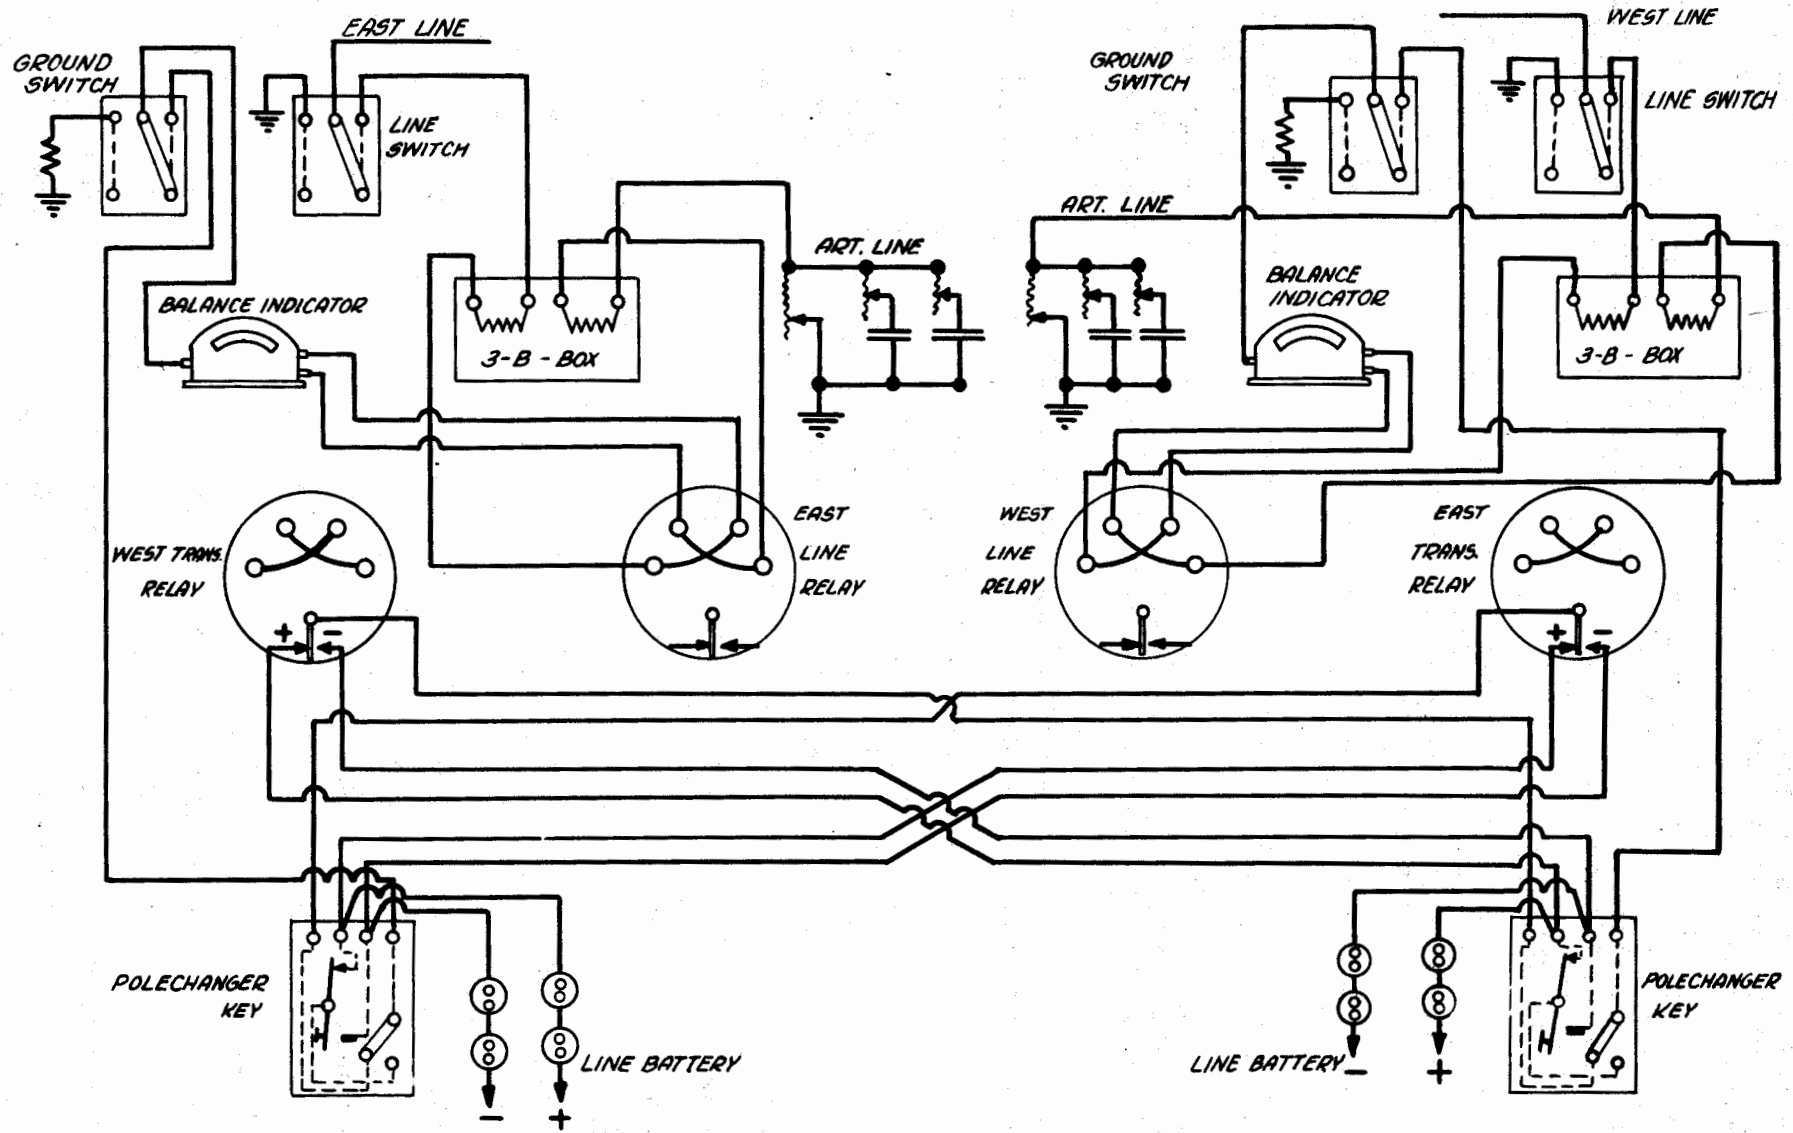 EAST LINE
GROUND
SWITCH
LINE
SWITCH
ART. LINE
BALANCE INDICATOR
3-B-BOX
WEST LINE
GROUND
SWITCH
LINE SWITCH
ART. LINE
BALANCE
INDICATOR
3-B-BOX
WEST TRANS.
RELAY
+ −
EAST
LINE
RELAY
WEST
LINE
RELAY
EAST
TRANS.
RELAY
+ −
POLECHANGER
KEY
LINE BATTERY
− +
LINE BATTERY
− +
POLECHANGER
KEY